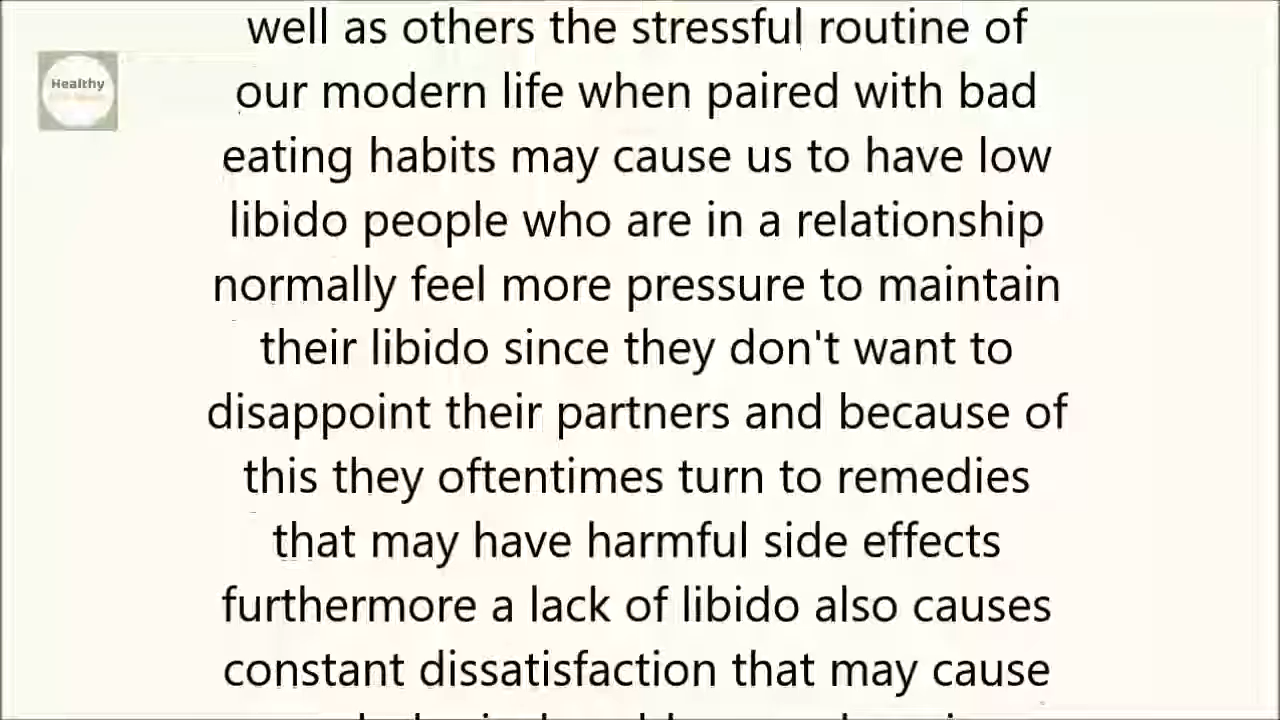 well as others the stressful routine of
Healthy
our modern life when paired with bad
eating habits may cause us to have low
libido people who are in a relationship
normally feel more pressure to maintain
their libido since they don't want to
disappoint their partners and because of
this they oftentimes turn to remedies
that may have harmful side effects
furthermore a lack of libido also causes
constant dissatisfaction that may cause